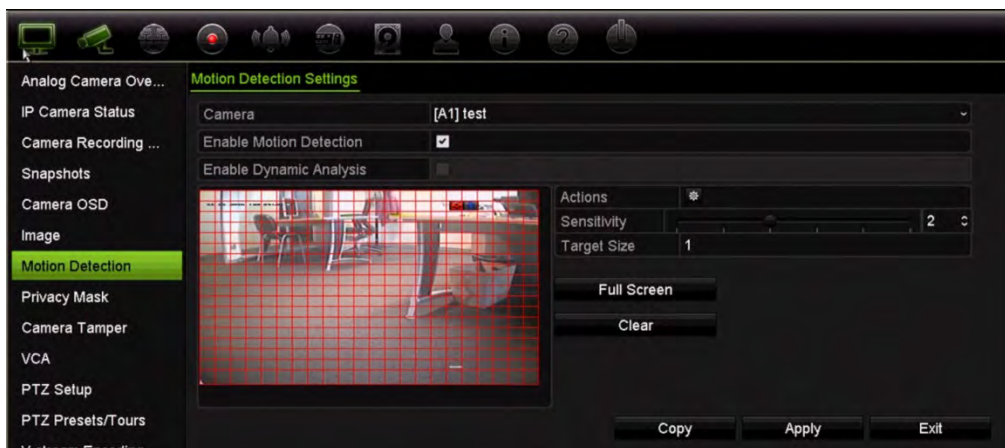 Analog Camera Ove...
IP Camera Status
Camera Recording ...
Snapshots
Camera OSD
Image
Motion Detection
Privacy Mask
Camera Tamper
VCA
PTZ Setup
PTZ Presets/Tours
Motion Detection Settings
Camera [A1] test
Enable Motion Detection
Enable Dynamic Analysis
Actions
Sensitivity 2
Target Size 1
Full Screen
Clear
Copy Apply Exit